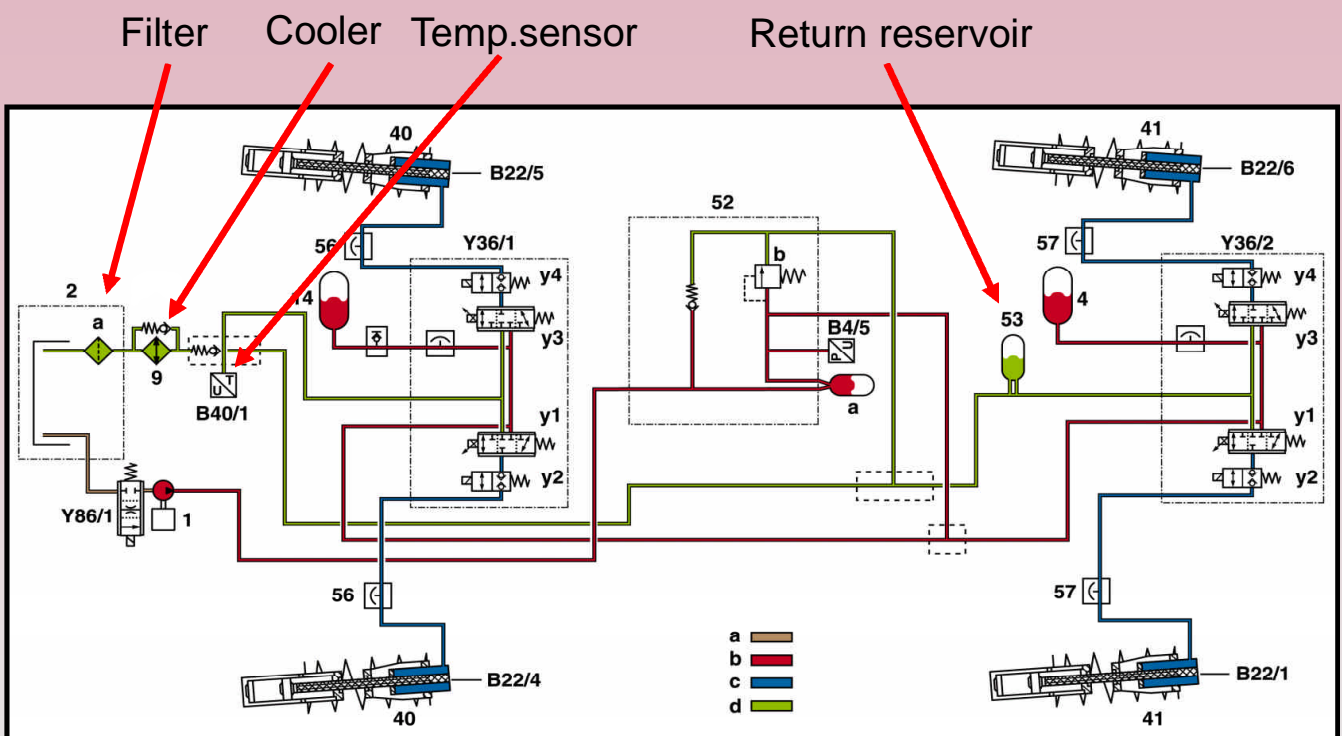 Filter Cooler Temp.sensor Return reservoir
40 41
B22/5 B22/6
52
56 Y36/1 57 Y36/2
b
2 y4 y4
14 4
a B4/5 53
P U
y3 y3
9
U T
B40/1 a
y1 y1
y2 y2
Y86/1 1
56 57
a
b
B22/4 c B22/1
d
40 41